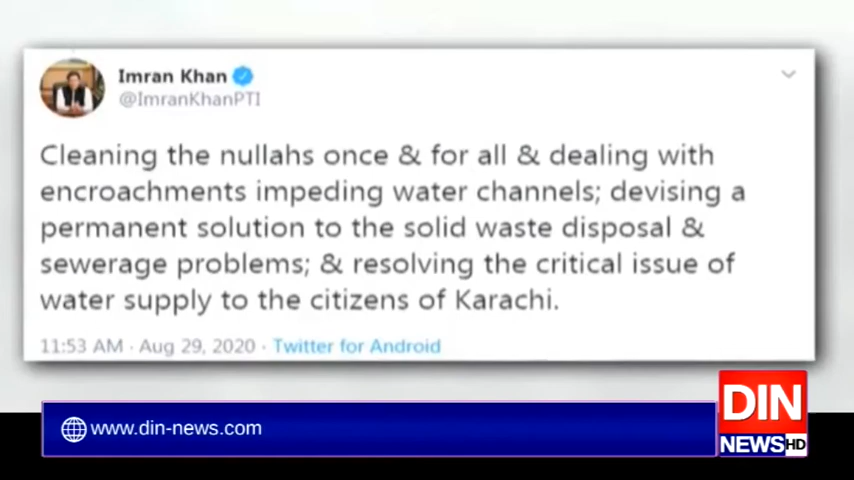 Imran Khan
@ImranKhanPTI
Cleaning the nullahs once & for all & dealing with
encroachments impeding water channels; devising a
permanent solution to the solid waste disposal &
sewerage problems; & resolving the critical issue of
water supply to the citizens of Karachi.
11:53 AM · Aug 29, 2020 · Twitter for Android
www.din-news.com
DIN
NEWS HD